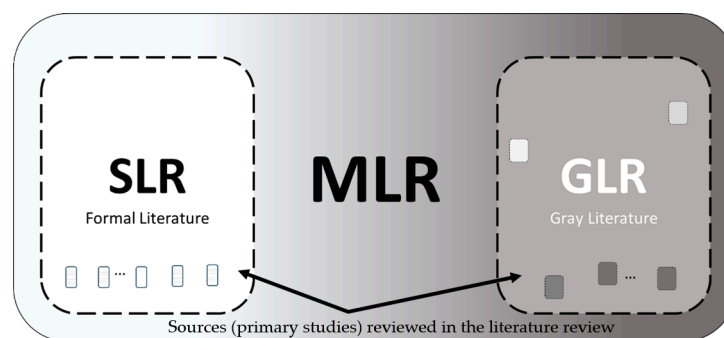 SLR
Formal Literature
...
MLR
GLR
Gray Literature
...
Sources (primary studies) reviewed in the literature review